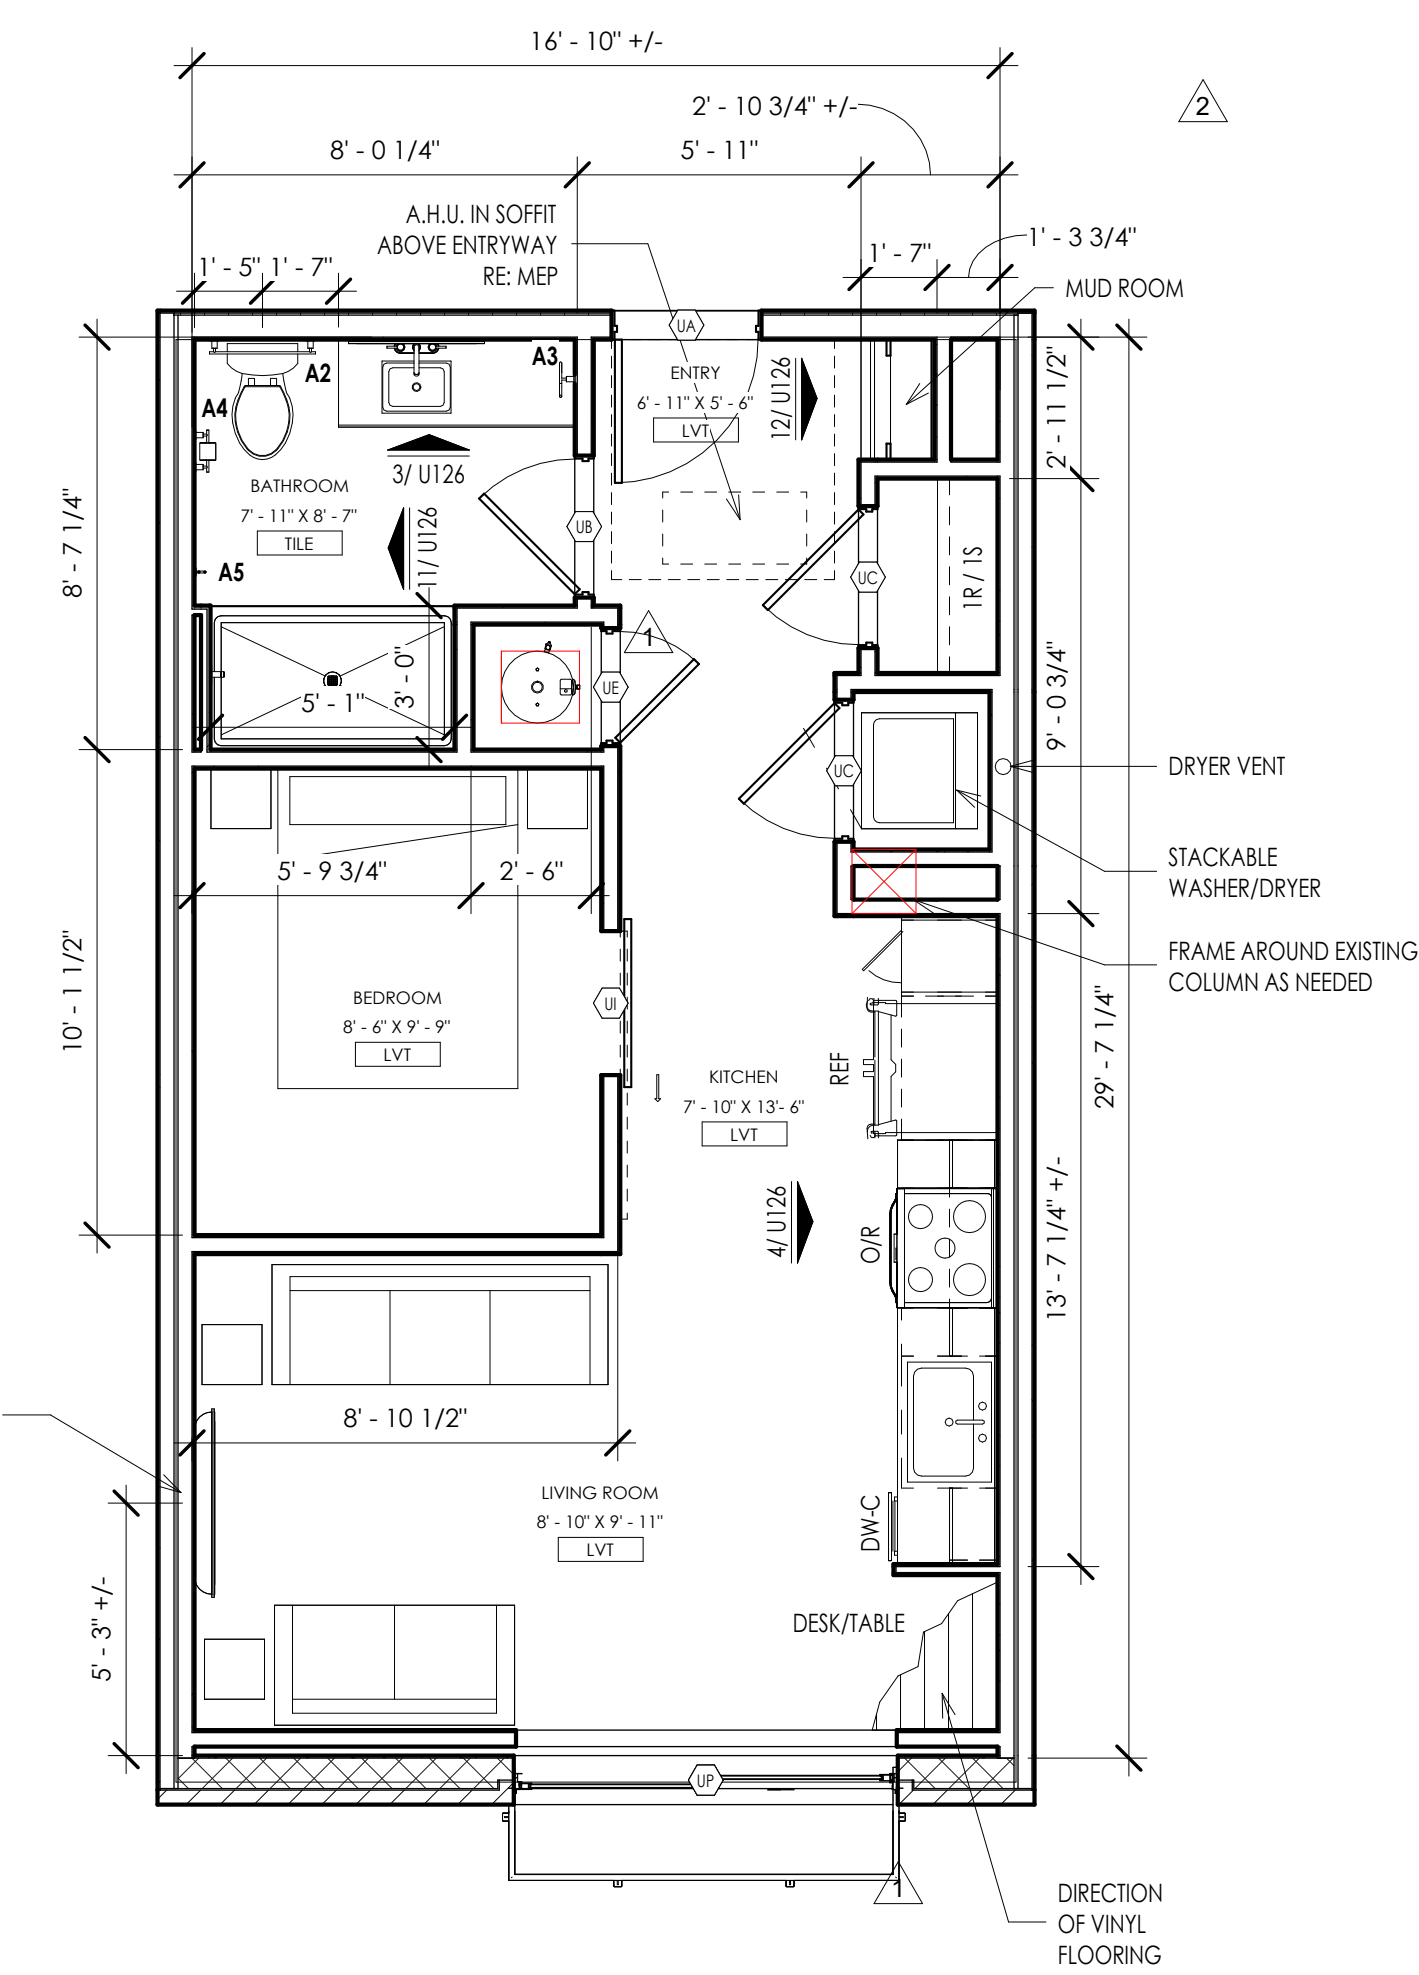 16' - 10" +/-
2' - 10 3/4" +/-
2
8' - 0 1/4"
5' - 11"
A.H.U. IN SOFFIT
ABOVE ENTRYWAY
RE: MEP
1' - 7"
1' - 3 3/4"
1' - 5"
1' - 7"
MUD ROOM
UA
A3
A2
A4
ENTRY
6' - 11" X 5' - 6"
LVT
12/ U126
2' - 11 1/2"
3/ U126
BATHROOM
7' - 11" X 8' - 7"
TILE
11/ U126
UB
8' - 7 1/4"
A5
UC
1R / 1S
1
UE
3' - 0"
5' - 1"
9' - 0 3/4"
UC
DRYER VENT
STACKABLE
WASHER/DRYER
5' - 9 3/4"
2' - 6"
FRAME AROUND EXISTING
COLUMN AS NEEDED
10' - 1 1/2"
BEDROOM
8' - 6" X 9' - 9"
LVT
UI
KITCHEN
7' - 10" X 13'- 6"
LVT
REF
29' - 7 1/4"
4/ U126
O/R
13' - 7 1/4" +/-
8' - 10 1/2"
LIVING ROOM
8' - 10" X 9' - 11"
LVT
DW-C
5' - 3" +/-
DESK/TABLE
UP
1
DIRECTION
OF VINYL
FLOORING